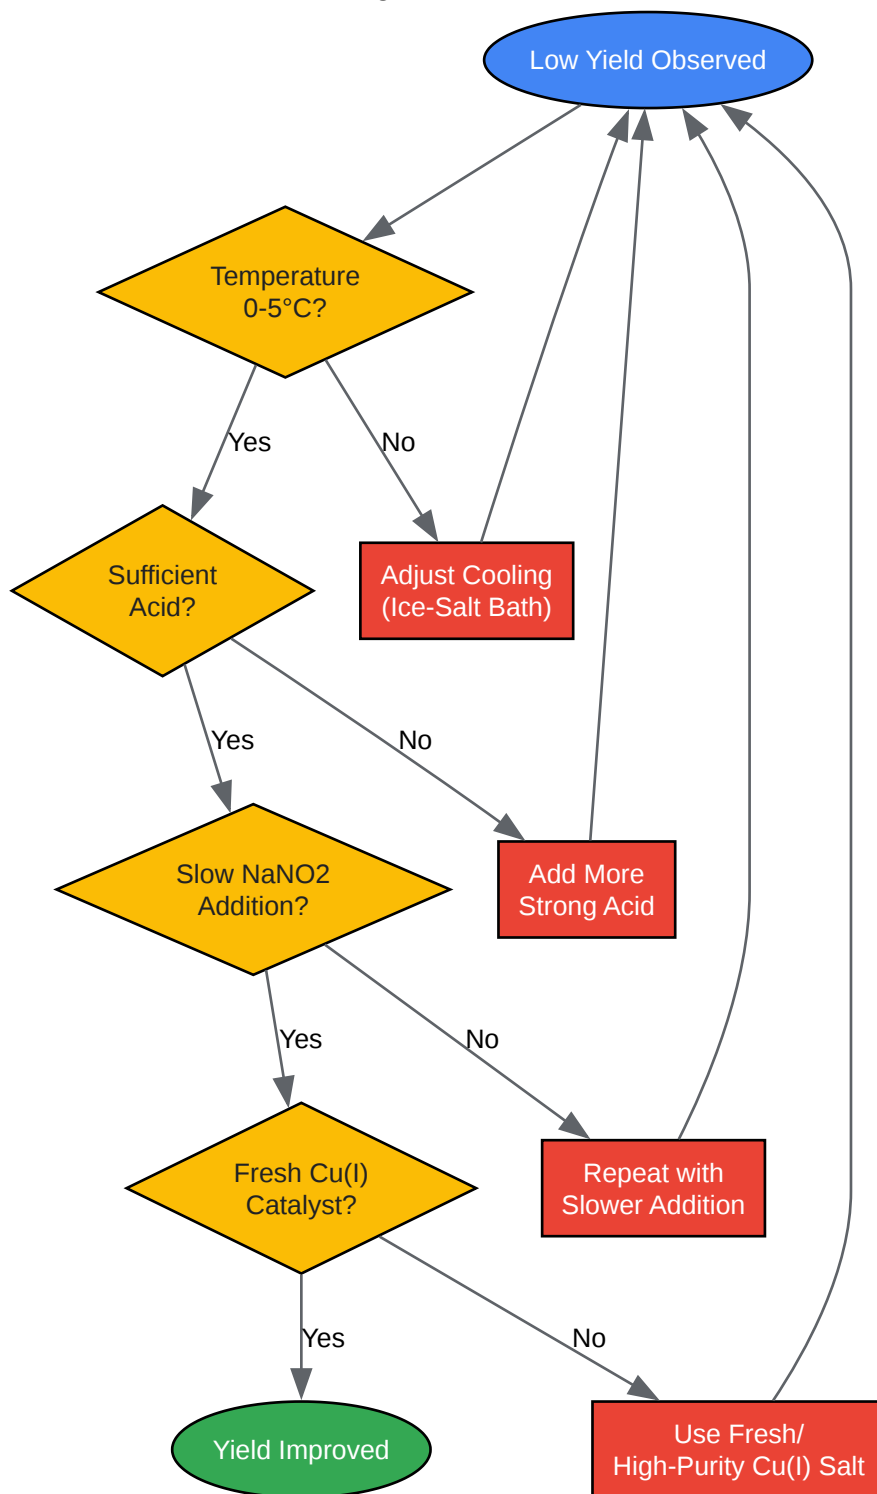 Low Yield Observed
Temperature
0-5°C?
Yes
No
Sufficient
Acid?
Adjust Cooling
(Ice-Salt Bath)
Yes
No
Slow NaNO2
Addition?
Add More
Strong Acid
Yes
No
Fresh Cu(I)
Catalyst?
Repeat with
Slower Addition
Yes
No
Yield Improved
Use Fresh/
High-Purity Cu(I) Salt